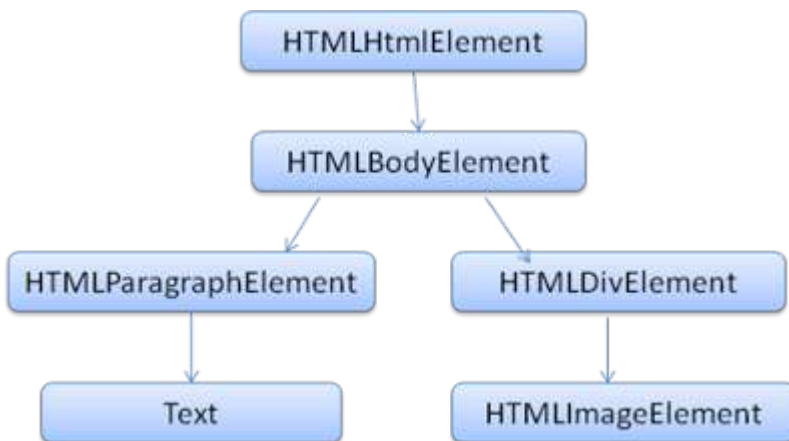 HTMLHtmlElement
HTMLBodyElement
HTMLParagraphElement
HTMLDivElement
Text
HTMLImageElement